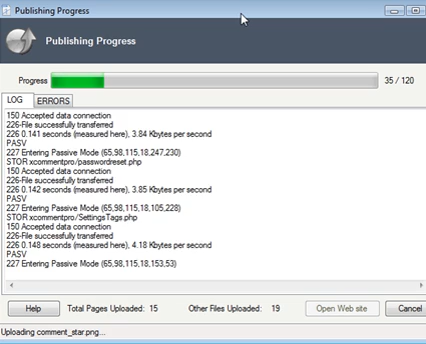 Publishing Progress
Publishing Progress
Progress 35 / 120
LOG ERRORS
150 Accepted data connection
226-File successfully transferred
226 0.141 seconds (measured here), 3.84 Kbytes per second
PASV
227 Entering Passive Mode (65,98,115,18,247,230)
STOR xcommentpro/passwordreset.php
150 Accepted data connection
226-File successfully transferred
226 0.142 seconds (measured here), 3.85 Kbytes per second
PASV
227 Entering Passive Mode (65,98,115,18,105,228)
STOR xcommentpro/SettingsTags.php
150 Accepted data connection
226-File successfully transferred
226 0.148 seconds (measured here), 4.18 Kbytes per second
PASV
227 Entering Passive Mode (65,98,115,18,153,53)
Help Total Pages Uploaded: 15 Other Files Uploaded: 19 Open Web site Cancel
Uploading comment_star.png...